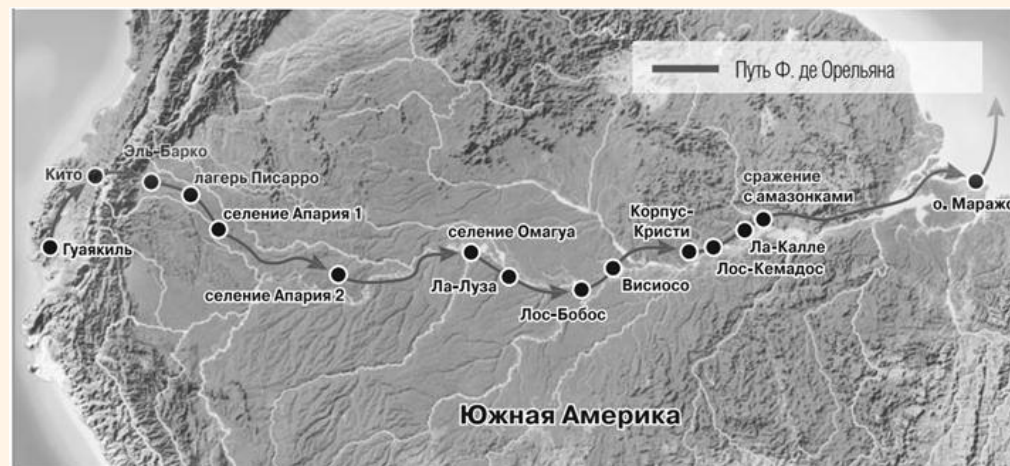 Путь Ф. де Орельяна
Эль-Барко
Кито
лагерь Писарро
сражение
с амазонками
селение Апария 1
Корпус-
Кристи
о. Маражо
Гуаякиль
селение Омагуа
Ла-Калле
Лос-Кемадос
селение Апария 2
Ла-Луза
Висиосо
Лос-Бобос
Южная Америка